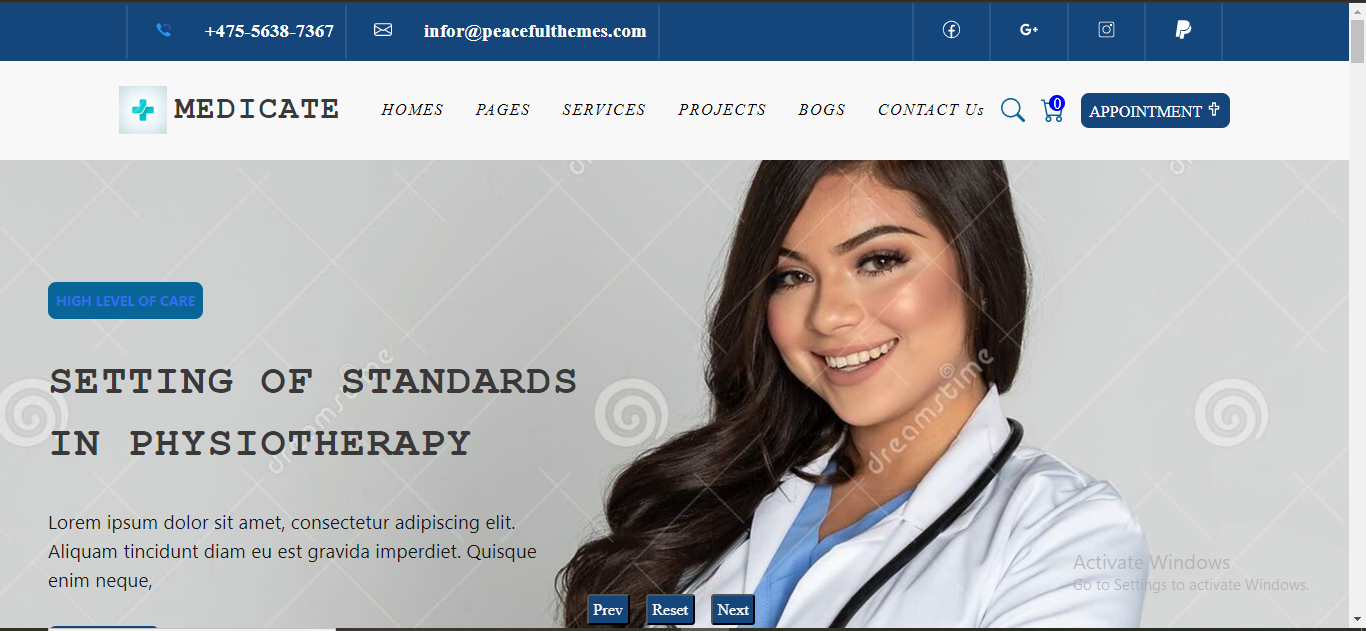 +475-5638-7367
infor@peacefulthemes.com
G+
MEDICATE
HOMES
PAGES
SERVICES
PROJECTS
BOGS
CONTACT Us
0
APPOINTMENT
HIGH LEVEL OF CARE
SETTING OF STANDARDS
IN PHYSIOTHERAPY
dreamstime
dreamstime
Lorem ipsum dolor sit amet, consectetur adipiscing elit.
Aliquam tincidunt diam eu est gravida imperdiet. Quisque
enim neque,
Activate Windows
Go to Settings to activate Windows.
Prev
Reset
Next